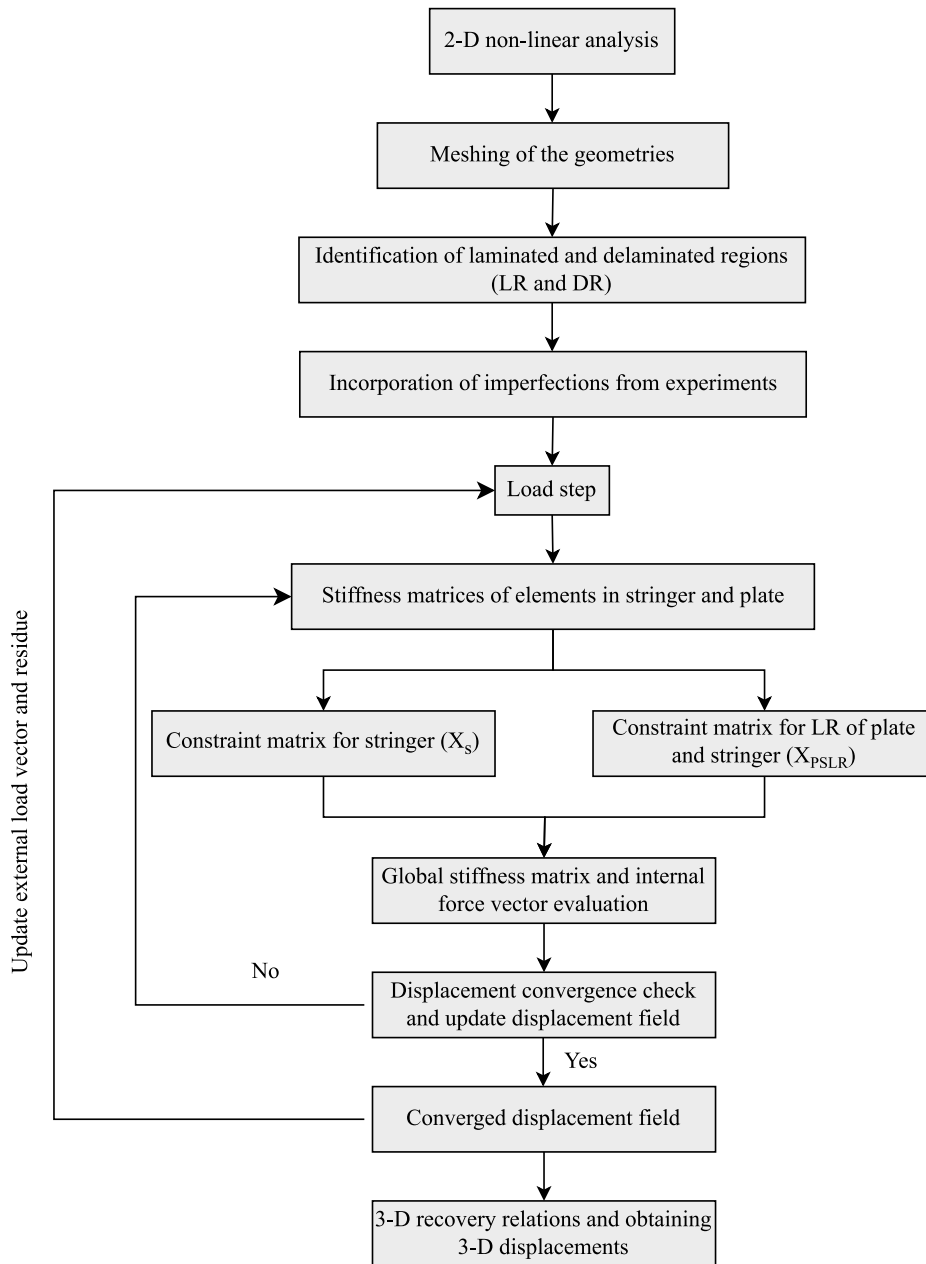 2-D non-linear analysis
Meshing of the geometries
Identification of laminated and delaminated regions
(LR and DR)
Incorporation of imperfections from experiments
Load step
Update external load vector and residue
Stiffness matrices of elements in stringer and plate
Constraint matrix for stringer (X_s)
Constraint matrix for LR of plate
and stringer (X_PSLR)
Global stiffness matrix and internal
force vector evaluation
No
Displacement convergence check
and update displacement field
Yes
Converged displacement field
3-D recovery relations and obtaining
3-D displacements